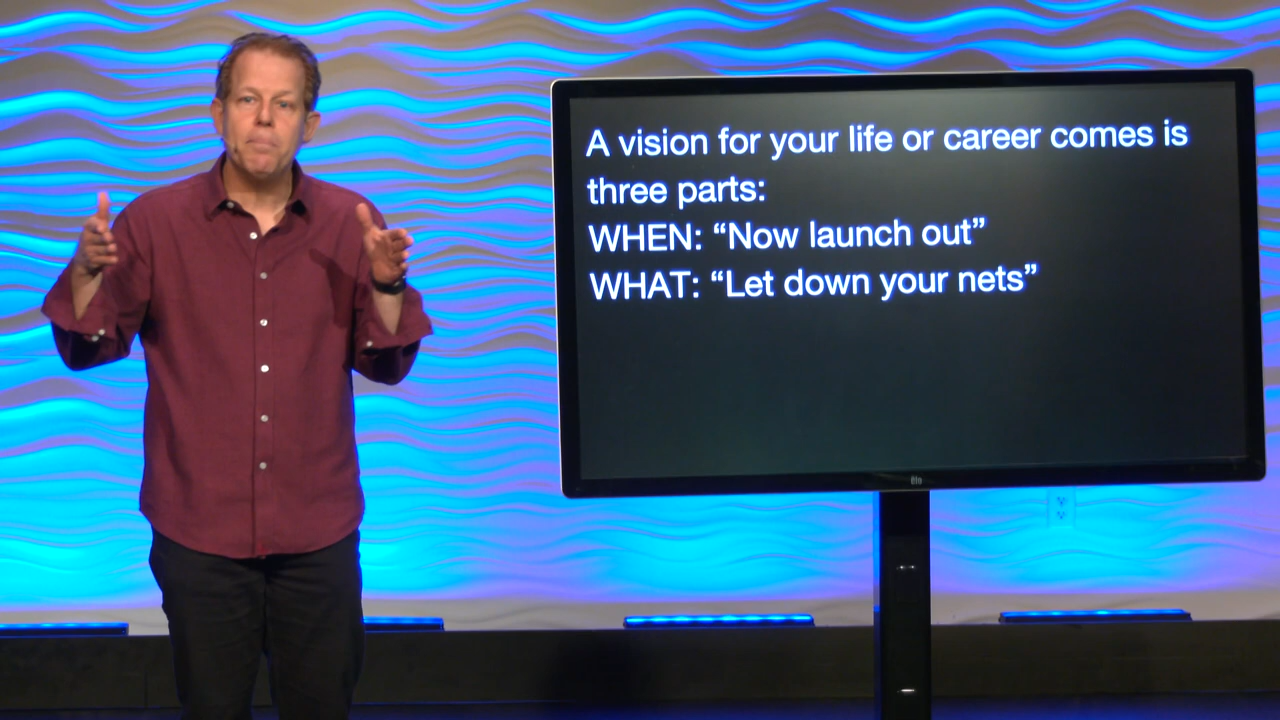 A vision for your life or career comes is
three parts:
WHEN: “Now launch out”
WHAT: “Let down your nets”
elo